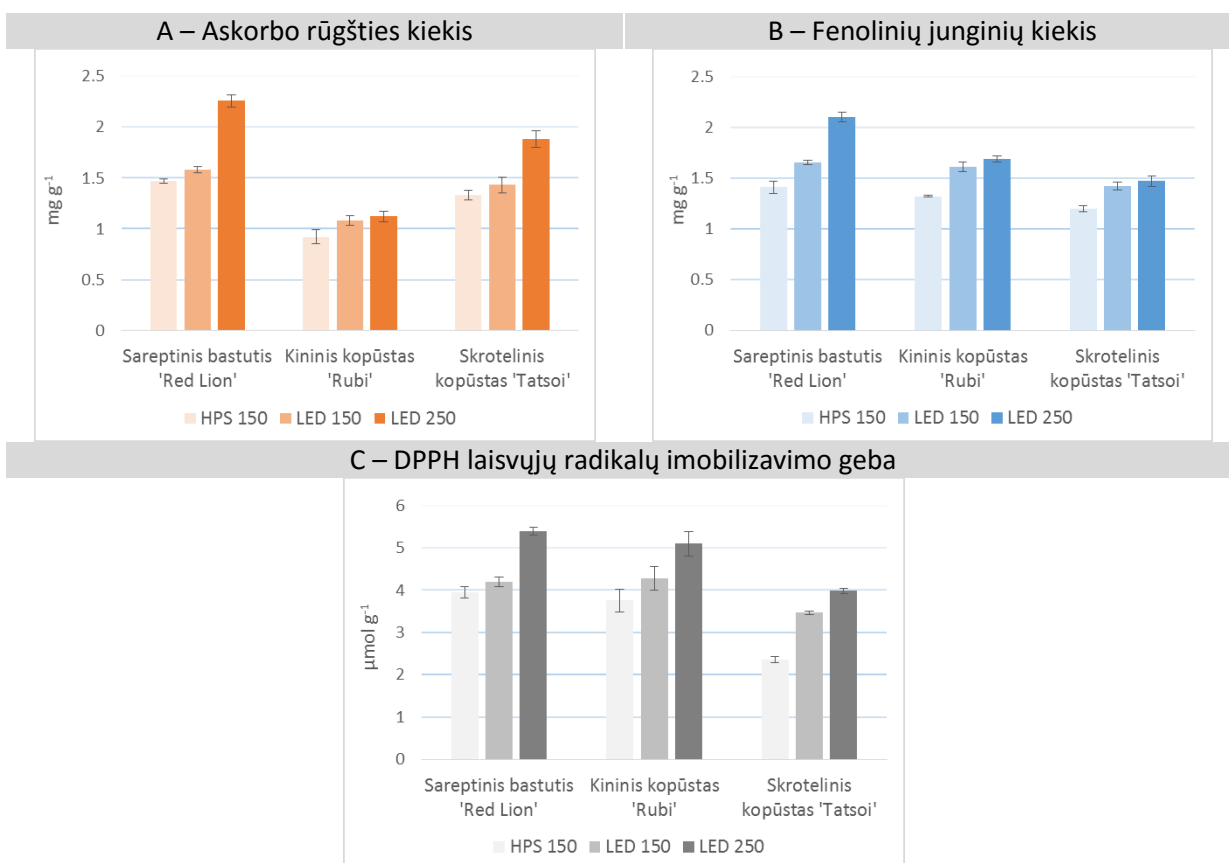 A – Askorbo rūgšties kiekis
2.5
2
1.5
1
0.5
0
mg g⁻¹
Sareptinis bastutis
'Red Lion'
Kininis kopūstas
'Rubi'
Skrotelinis
kopūstas 'Tatsoi'
HPS 150 LED 150 LED 250
B – Fenolinių junginių kiekis
2.5
2
1.5
1
0.5
0
mg g⁻¹
Sareptinis bastutis
'Red Lion'
Kininis kopūstas
'Rubi'
Skrotelinis
kopūstas 'Tatsoi'
HPS 150 LED 150 LED 250
C – DPPH laisvųjų radikalų imobilizavimo geba
6
5
4
3
2
1
0
µmol g⁻¹
Sareptinis bastutis
'Red Lion'
Kininis kopūstas
'Rubi'
Skrotelinis
kopūstas 'Tatsoi'
HPS 150 LED 150 LED 250